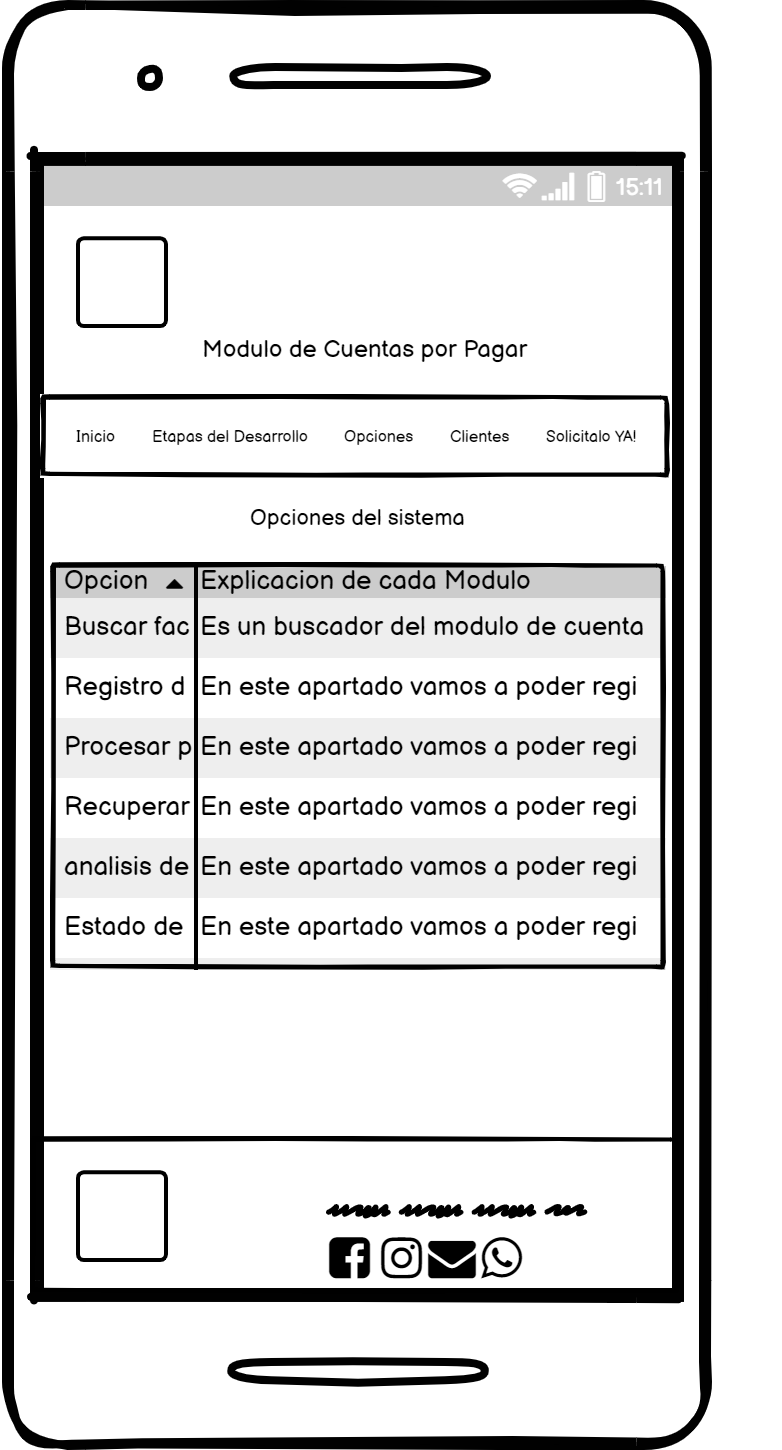 15:11
Modulo de Cuentas por Pagar
Inicio Etapas del Desarrollo Opciones Clientes Solicitalo YA!
Opciones del sistema
Opcion Explicacion de cada Modulo
Buscar fac Es un buscador del modulo de cuenta
Registro d En este apartado vamos a poder regi
Procesar p En este apartado vamos a poder regi
Recuperar En este apartado vamos a poder regi
analisis de En este apartado vamos a poder regi
Estado de En este apartado vamos a poder regi